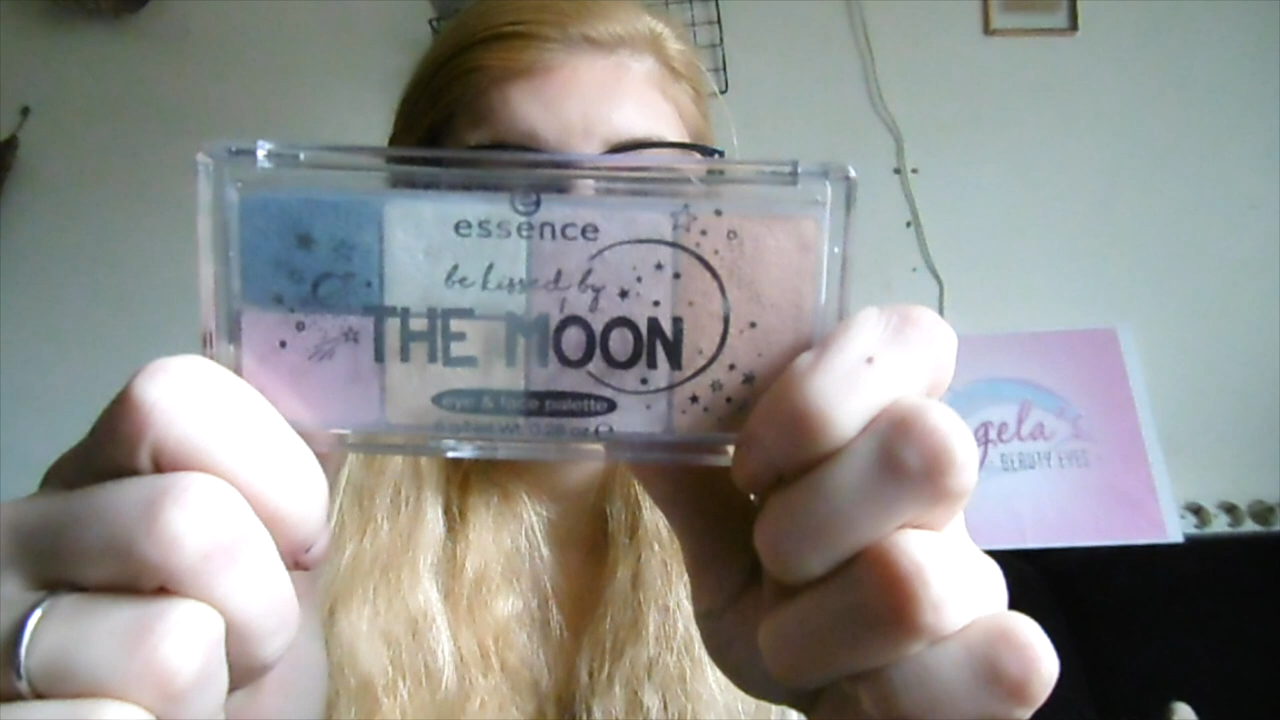 essence
be kissed by
THE MOON
eye & face palette
gela's
BEAUTY EYES